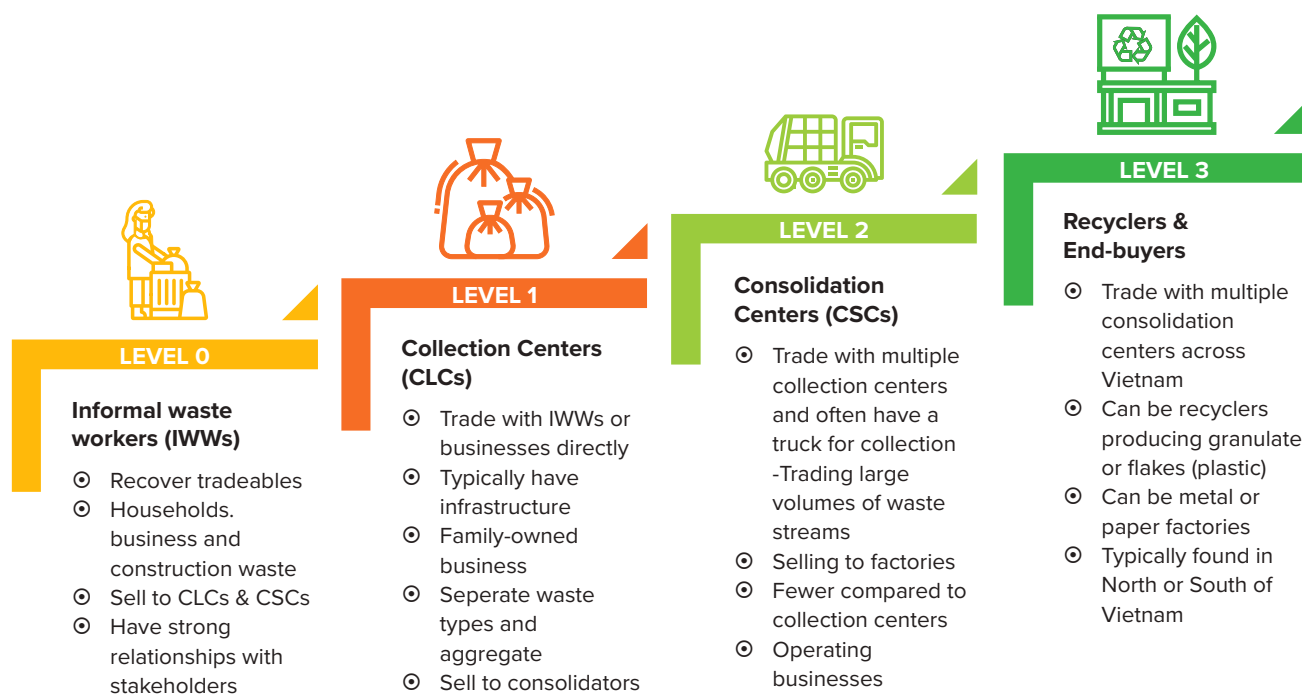 LEVEL 0
Informal waste
workers (IWWs)
Recover tradeables
Households.
business and
construction waste
Sell to CLCs & CSCs
Have strong
relationships with
stakeholders
LEVEL 1
Collection Centers
(CLCs)
Trade with IWWs or
businesses directly
Typically have
infrastructure
Family-owned
business
Seperate waste
types and
aggregate
Sell to consolidators
LEVEL 2
Consolidation
Centers (CSCs)
Trade with multiple
collection centers
and often have a
truck for collection
-Trading large
volumes of waste
streams
Selling to factories
Fewer compared to
collection centers
Operating
businesses
LEVEL 3
Recyclers &
End-buyers
Trade with multiple
consolidation
centers across
Vietnam
Can be recyclers
producing granulate
or flakes (plastic)
Can be metal or
paper factories
Typically found in
North or South of
Vietnam